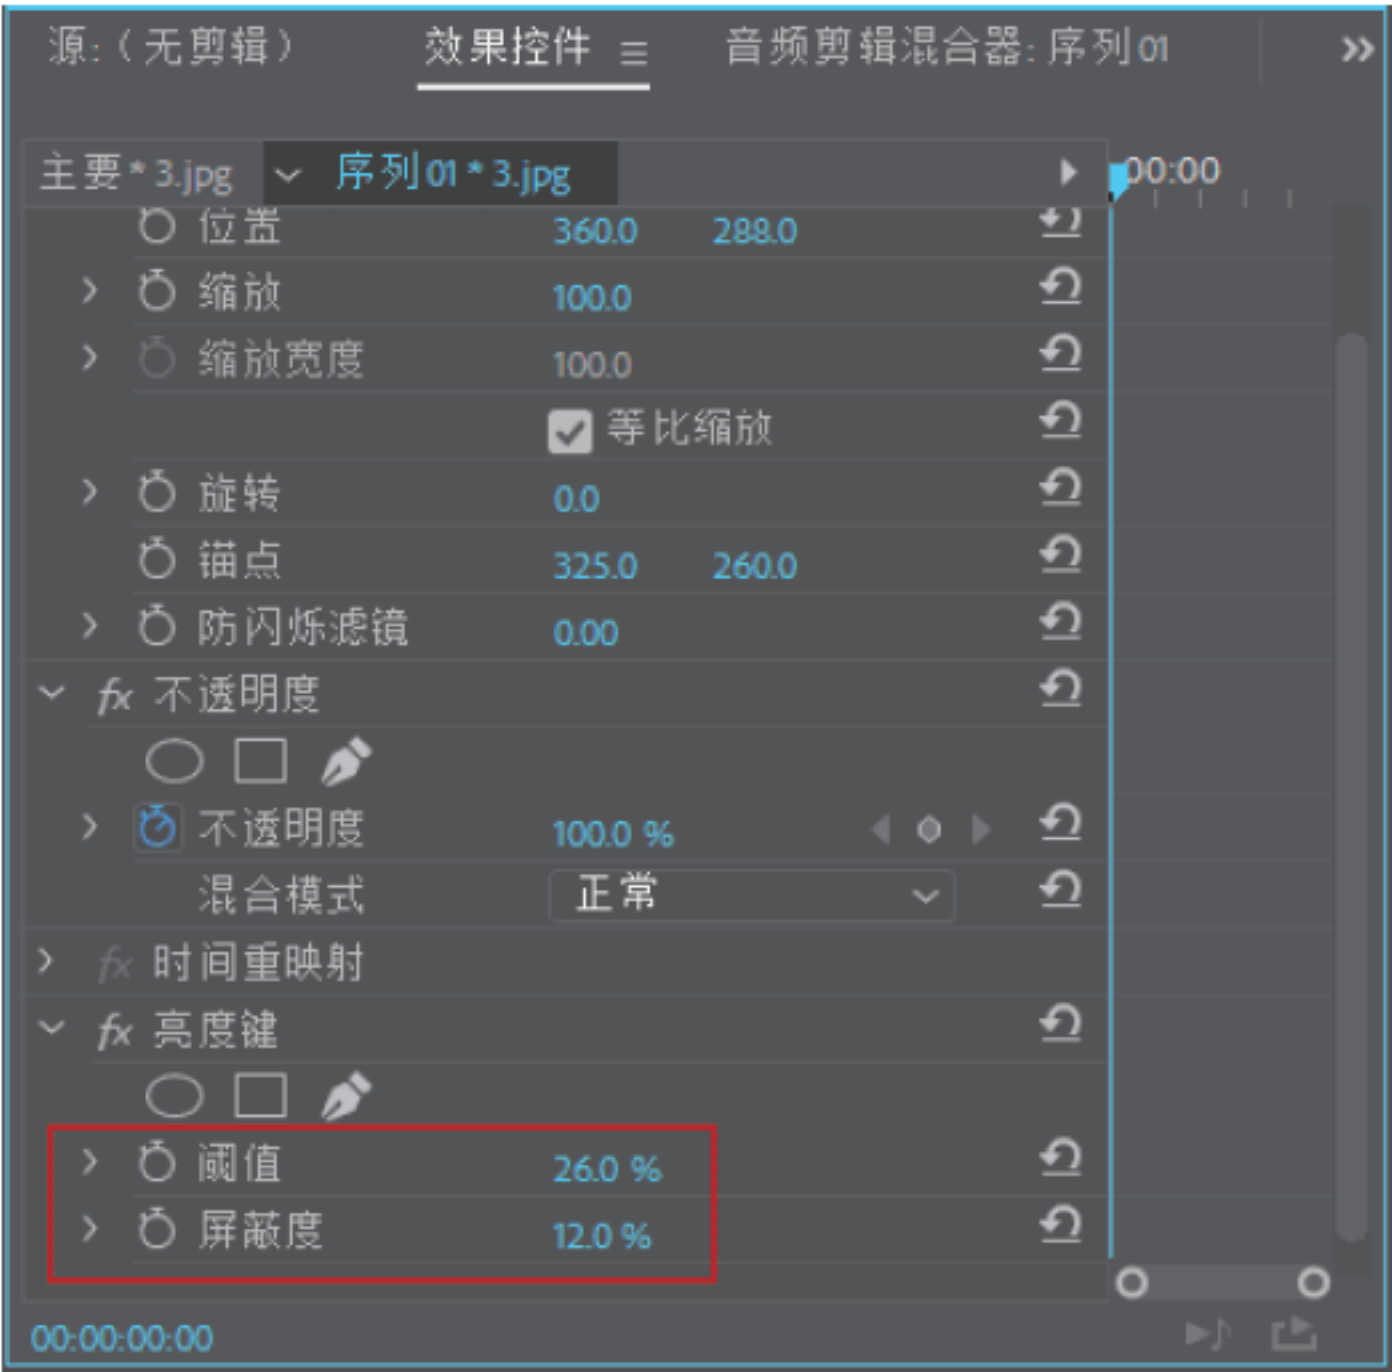 源:（无剪辑） 效果控件 音频剪辑混合器: 序列 01
主要 * 3.jpg 序列 01 * 3.jpg 00:00
位置 360.0 288.0
缩放 100.0
缩放宽度 100.0
等比缩放
旋转 0.0
锚点 325.0 260.0
防闪烁滤镜 0.00
fx 不透明度
不透明度 100.0 %
混合模式 正常
fx 时间重映射
fx 亮度键
阈值 26.0 %
屏蔽度 12.0 %
00:00:00:00